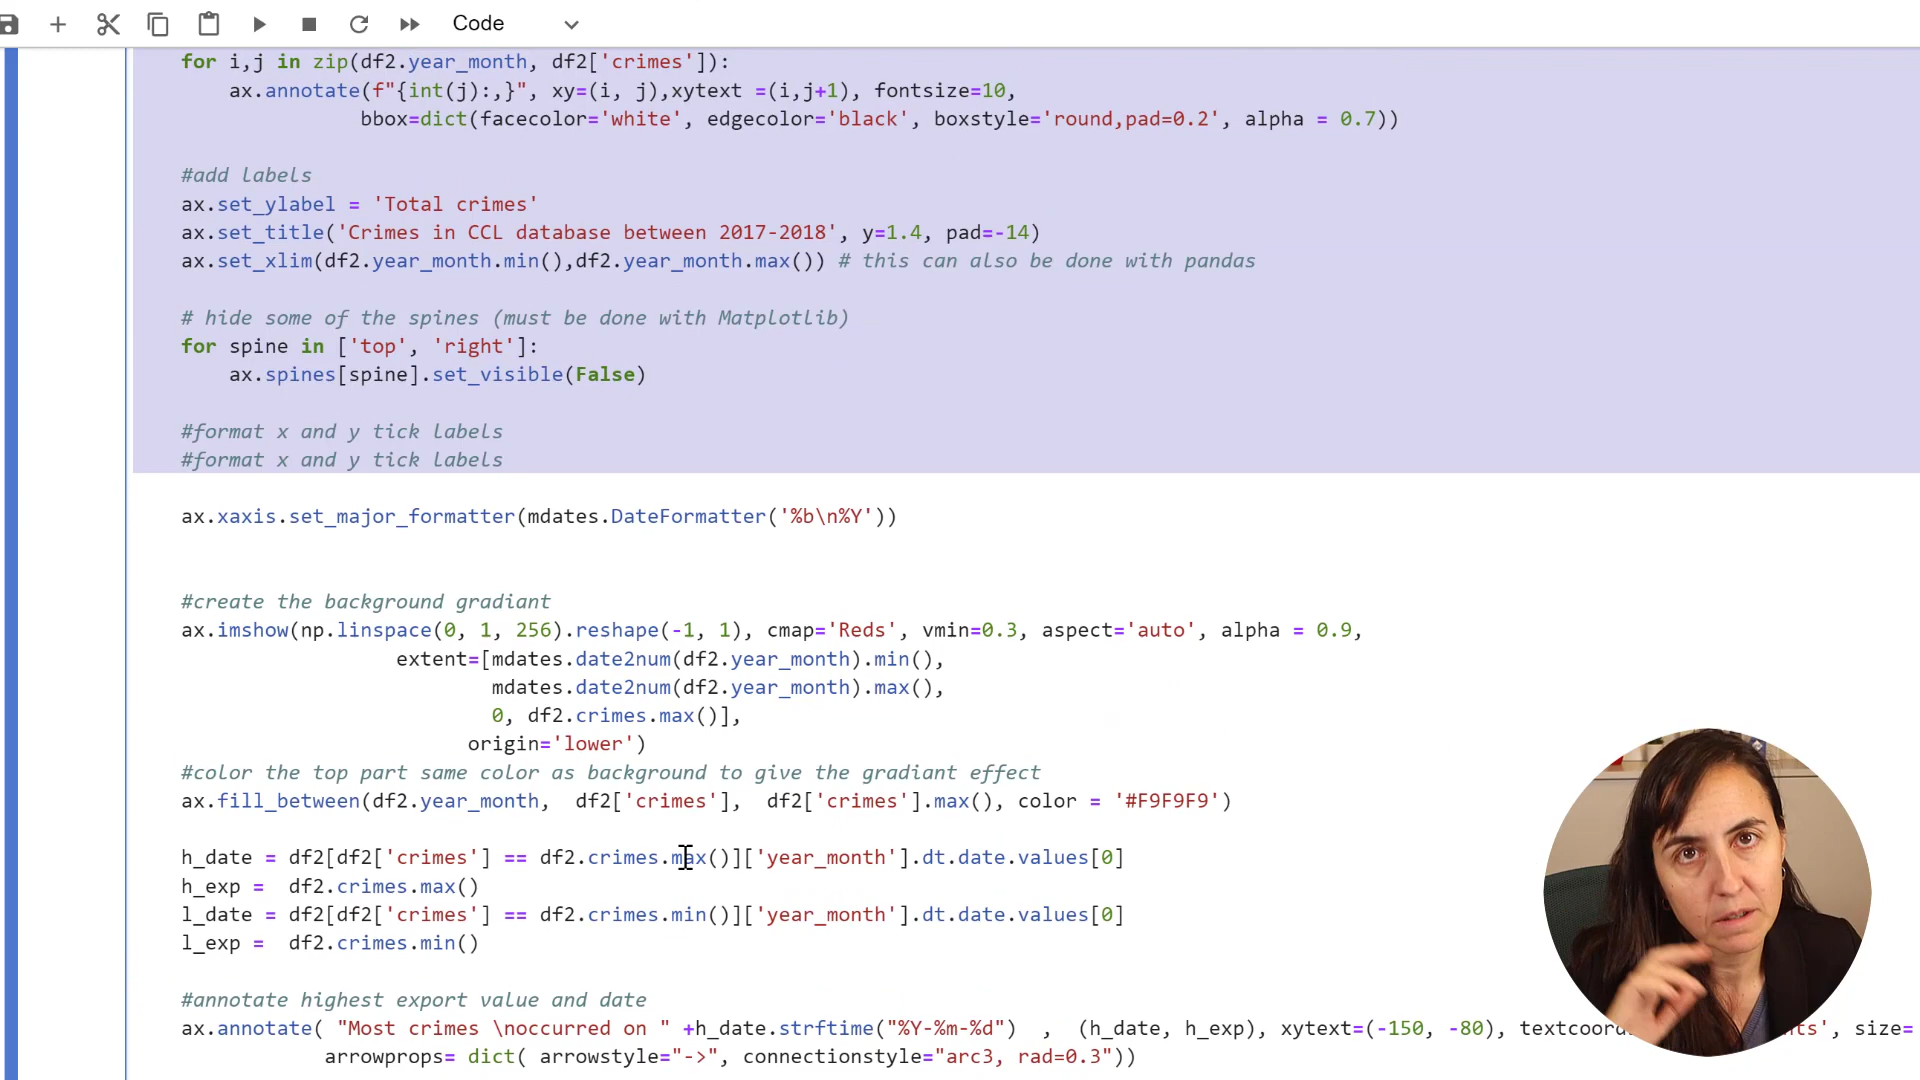 Code
for i,j in zip(df2.year_month, df2['crimes']):
ax.annotate(f"{int(j):,}", xy=(i, j),xytext =(i,j+1), fontsize=10,
bbox=dict(facecolor='white', edgecolor='black', boxstyle='round,pad=0.2', alpha = 0.7))
#add labels
ax.set_ylabel = 'Total crimes'
ax.set_title('Crimes in CCL database between 2017-2018', y=1.4, pad=-14)
ax.set_xlim(df2.year_month.min(),df2.year_month.max()) # this can also be done with pandas
# hide some of the spines (must be done with Matplotlib)
for spine in ['top', 'right']:
ax.spines[spine].set_visible(False)
#format x and y tick labels
#format x and y tick labels
ax.xaxis.set_major_formatter(mdates.DateFormatter('%b\n%Y'))
#create the background gradiant
ax.imshow(np.linspace(0, 1, 256).reshape(-1, 1), cmap='Reds', vmin=0.3, aspect='auto', alpha = 0.9,
extent=[mdates.date2num(df2.year_month).min(),
mdates.date2num(df2.year_month).max(),
0, df2.crimes.max()],
origin='lower')
#color the top part same color as background to give the gradiant effect
ax.fill_between(df2.year_month, df2['crimes'], df2['crimes'].max(), color = '#F9F9F9')
h_date = df2[df2['crimes'] == df2.crimes.max()]['year_month'].dt.date.values[0]
h_exp = df2.crimes.max()
l_date = df2[df2['crimes'] == df2.crimes.min()]['year_month'].dt.date.values[0]
l_exp = df2.crimes.min()
#annotate highest export value and date
ax.annotate( "Most crimes \noccurred on " +h_date.strftime("%Y-%m-%d") , (h_date, h_exp), xytext=(-150, -80), size=
arrowprops= dict( arrowstyle="->", connectionstyle="arc3, rad=0.3"))